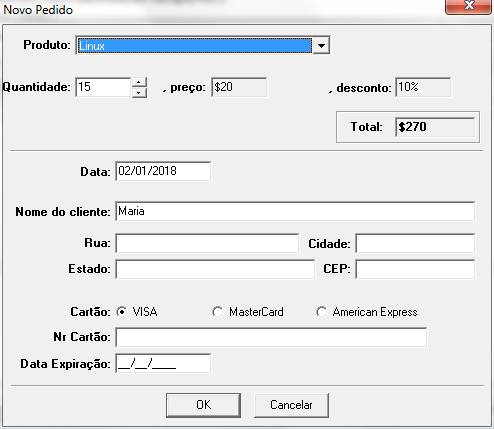 Novo Pedido
Produto: Linux
Quantidade: 15 , preço: $20 , desconto: 10%
Total: $270
Data: 02/01/2018
Nome do cliente: Maria
Rua: Cidade:
Estado: CEP:
Cartão: VISA MasterCard American Express
Nr Cartão:
Data Expiração: __/__/____
OK Cancelar